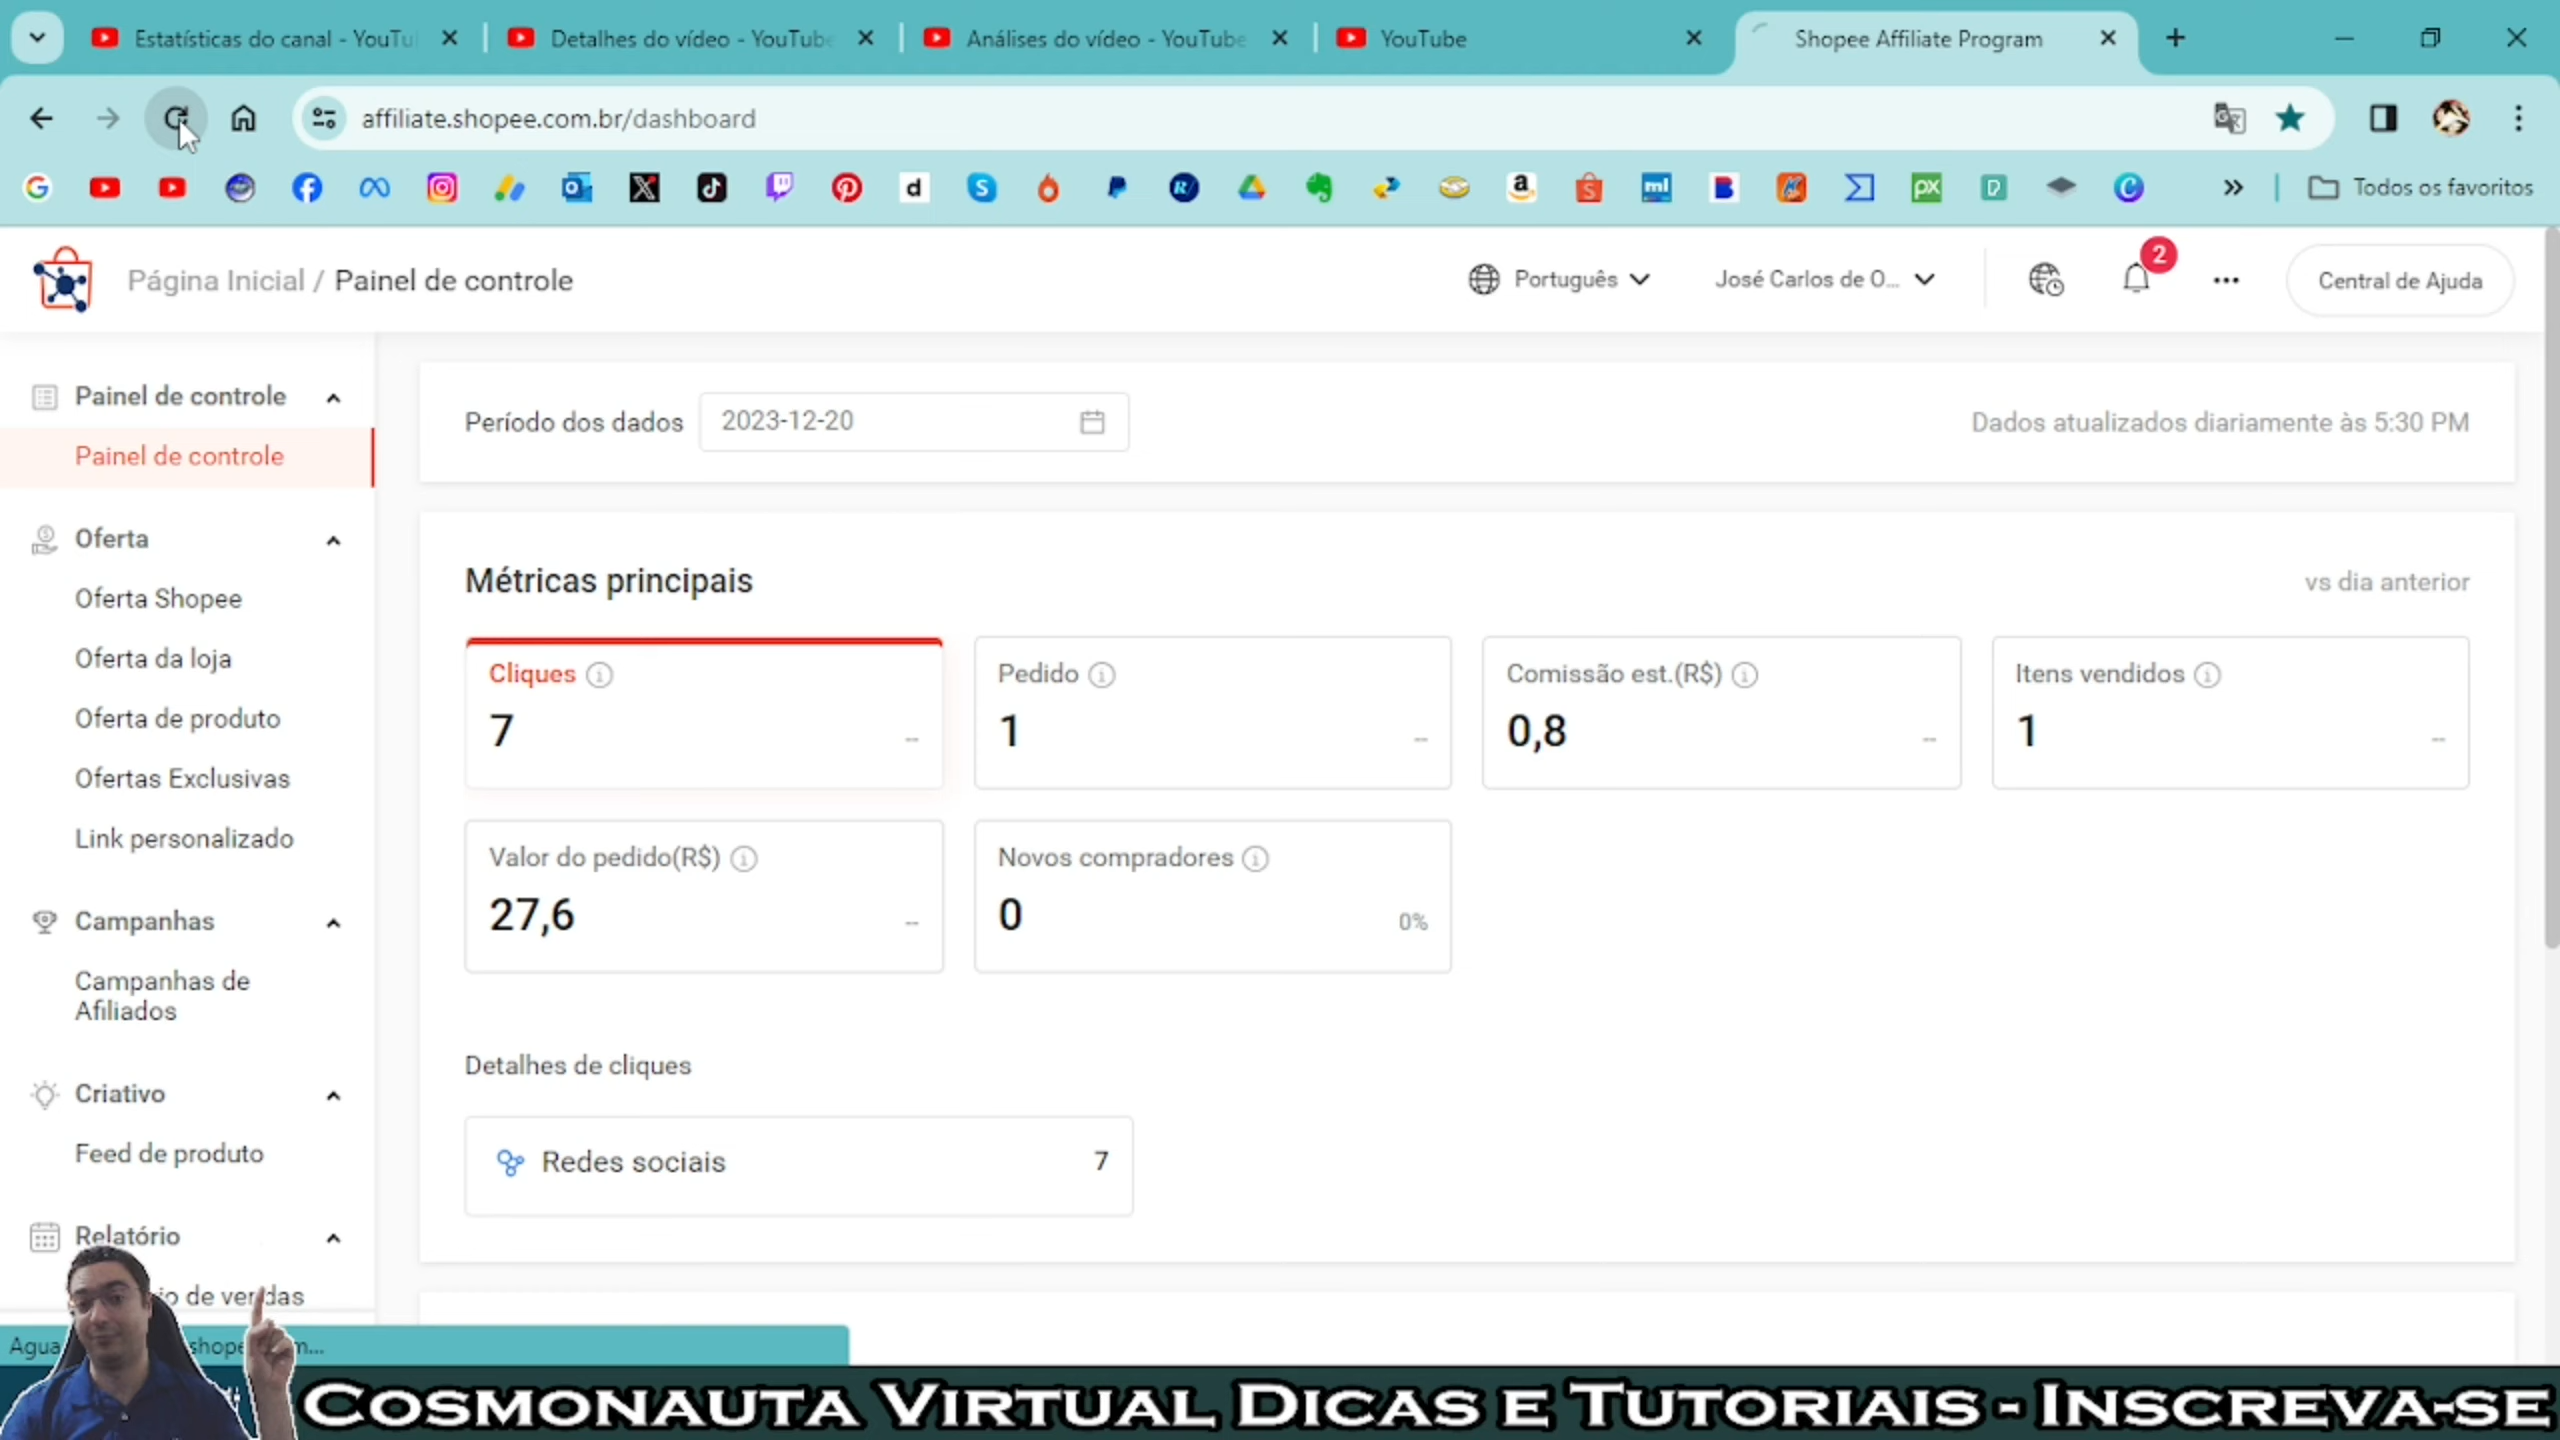 Estatísticas do canal - YouTu
Detalhes do vídeo - YouTube
Análises do vídeo - YouTube
YouTube
Shopee Affiliate Program
affiliate.shopee.com.br/dashboard
Todos os favoritos
Página Inicial / Painel de controle
Português
José Carlos de O...
2
Central de Ajuda
Painel de controle
Painel de controle
Oferta
Oferta Shopee
Oferta da loja
Oferta de produto
Ofertas Exclusivas
Link personalizado
Campanhas
Campanhas de
Afiliados
Criativo
Feed de produto
Relatório
io de vendas
Período dos dados
2023-12-20
Dados atualizados diariamente às 5:30 PM
Métricas principais
vs dia anterior
Cliques
7
--
Pedido
1
--
Comissão est.(R$)
0,8
--
Itens vendidos
1
--
Valor do pedido(R$)
27,6
--
Novos compradores
0
0%
Detalhes de cliques
Redes sociais
7
Agua
shope
m...
Cosmonauta Virtual Dicas e Tutoriais - Inscreva-se